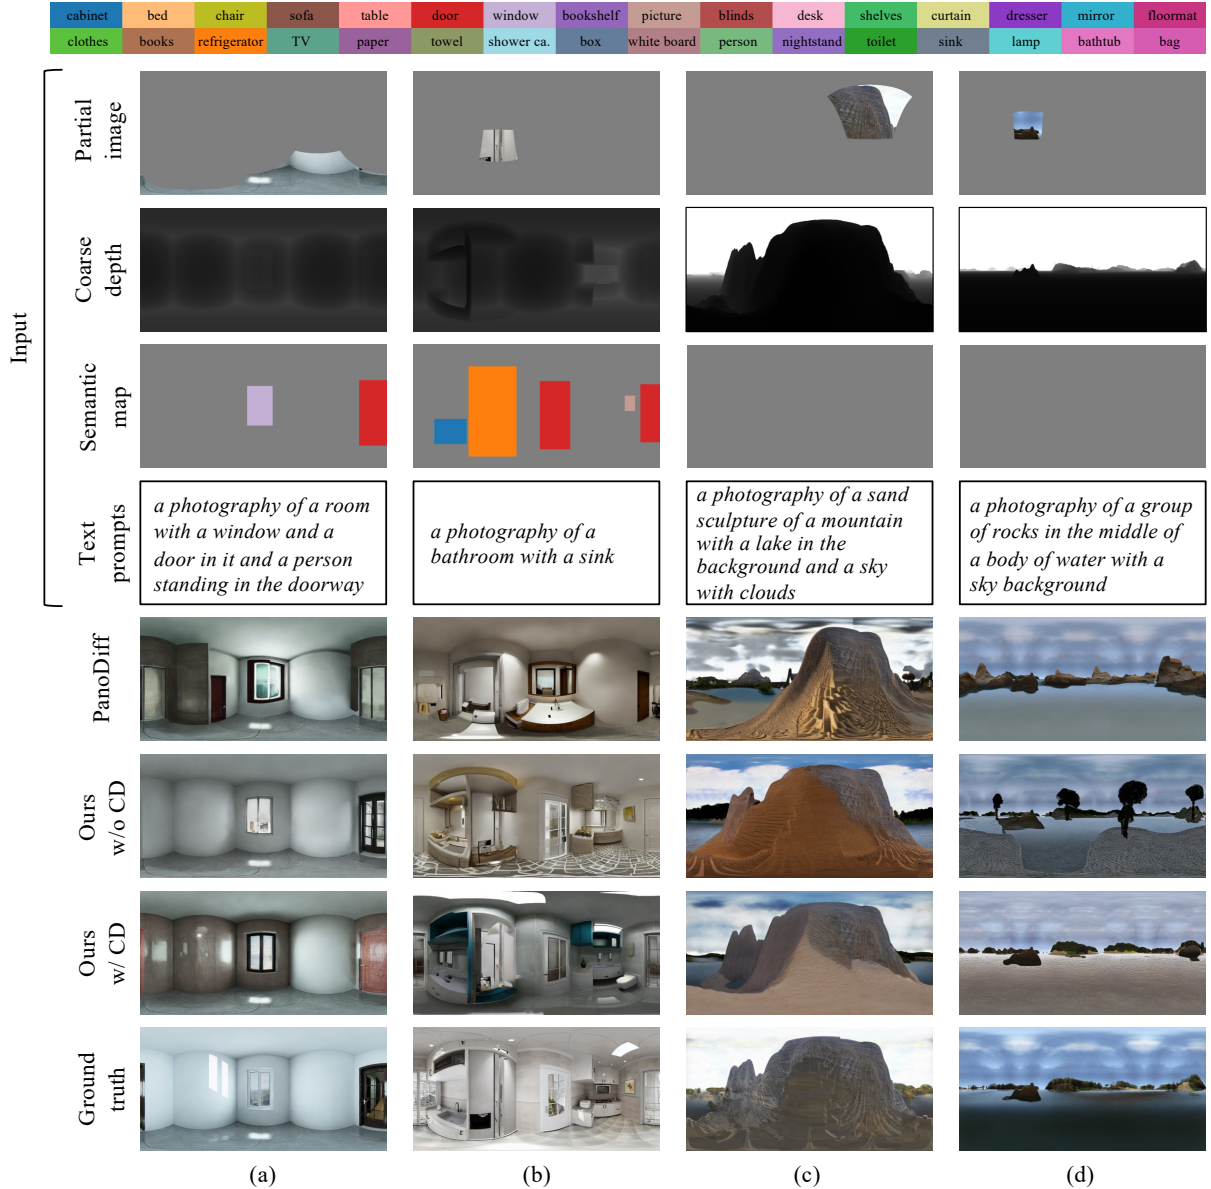 cabinet bed chair sofa table door window bookshelf picture blinds desk shelves curtain dresser mirror floormat
clothes books refrigerator TV paper towel shower ca. box white board person nightstand toilet sink lamp bathtub bag
Input
Partial
image
Coarse
depth
Semantic
map
Text
prompts
a photography of a room
with a window and a
door in it and a person
standing in the doorway
a photography of a
bathroom with a sink
a photography of a sand
sculpture of a mountain
with a lake in the
background and a sky
with clouds
a photography of a group
of rocks in the middle of
a body of water with a
sky background
PanoDiff
Ours
w/o CD
Ours
w/ CD
Ground
truth
(a) (b) (c) (d)